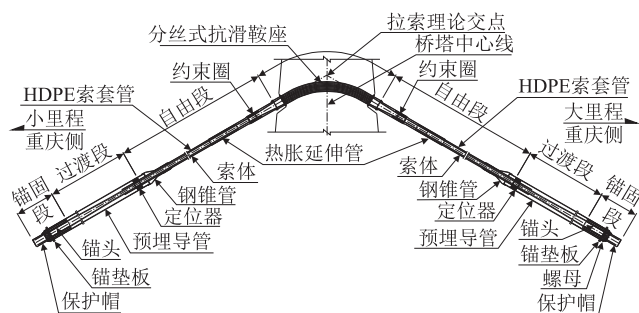 拉索理论交点
分丝式抗滑鞍座
桥塔中心线
约束圈
约束圈
HDPE索套管
HDPE索套管
自由段
自由段
小里程
重庆侧
大里程
重庆侧
过渡段
过渡段
热胀延伸管
索体
索体
锚固段
锚固段
钢锥管
钢锥管
定位器
定位器
预埋导管
预埋导管
锚头
锚头
锚垫板
锚垫板
螺母
保护帽
保护帽